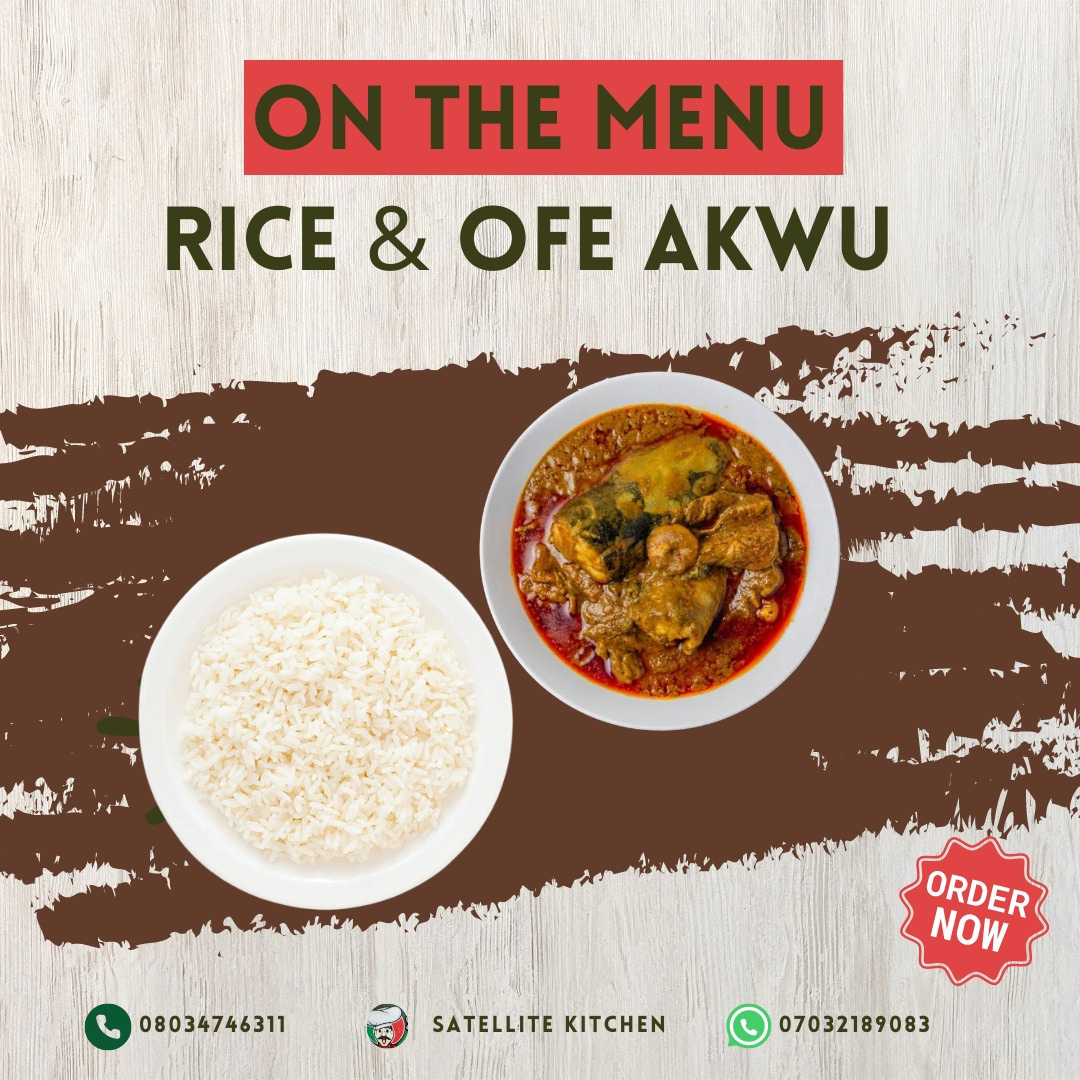 ON THE MENU
RICE & OFE AKWU
ORDER
NOW
08034746311
SATELLITE KITCHEN
07032189083